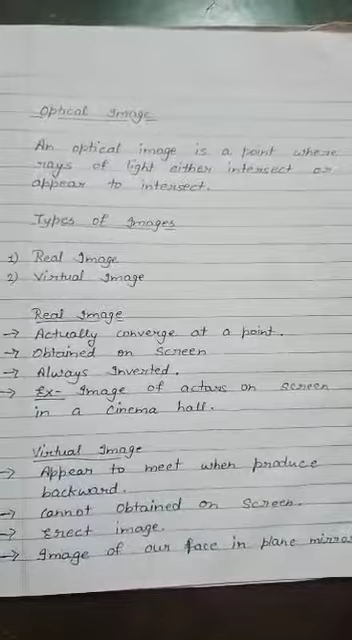 Optical Image
An optical image is a point where
rays of light either intersect or
appear to intersect.
Types of Images
1) Real Image
2) Virtual Image
Real Image
→ Actually converge at a point.
→ Obtained on Screen
→ Always Inverted.
→ Ex- Image of actors on screen
in a cinema hall.
Virtual Image
→ Appear to meet when produce
backward.
→ cannot obtained on Screen.
→ Erect image.
→ Image of our face in plane mirror